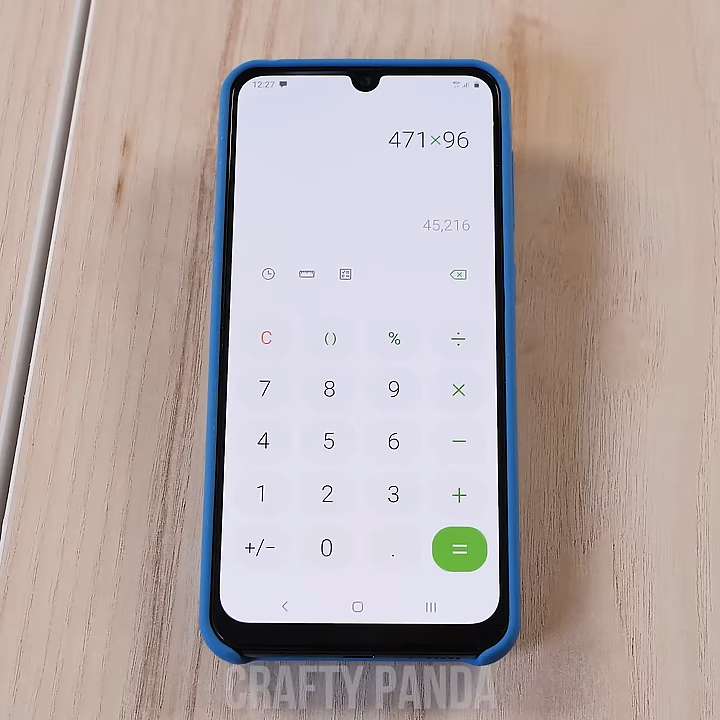 12:27
471×96
45,216
C () % ÷
7 8 9 ×
4 5 6 −
1 2 3 +
+/− 0 . =
CRAFTY PANDA